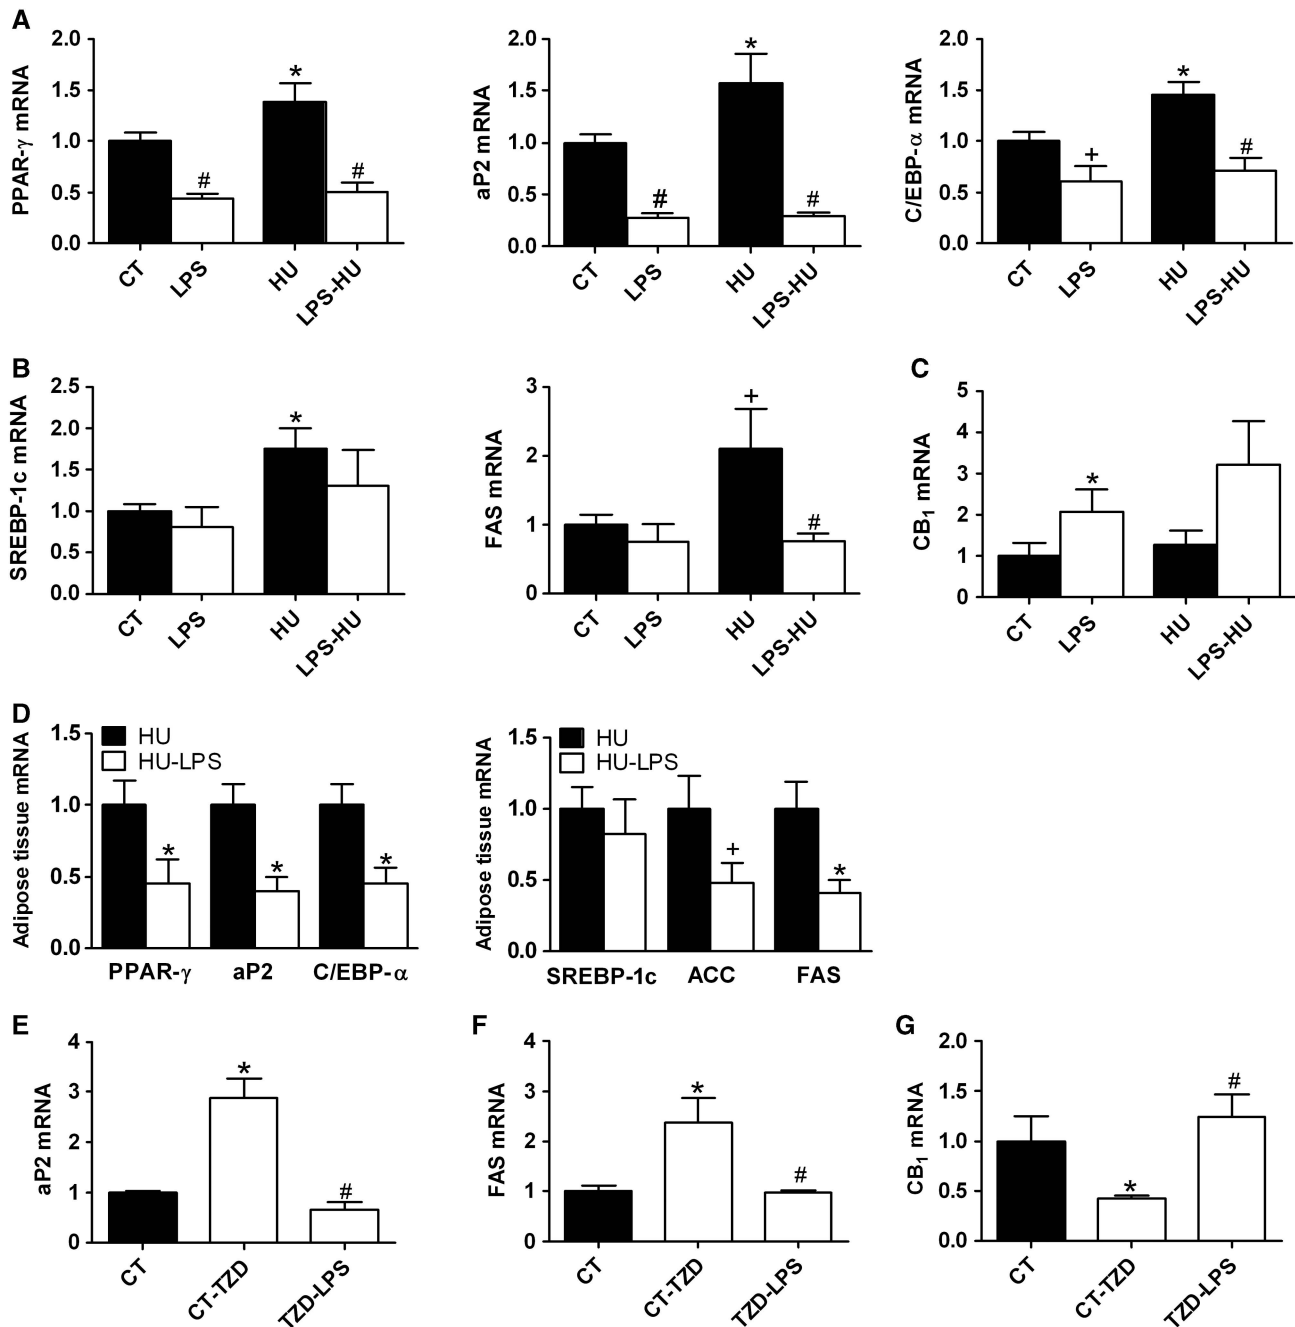 A
PPAR-γ mRNA
2.0
1.5
1.0
0.5
0.0
#
*
#
CT
LPS
HU
LPS-HU
aP2 mRNA
2.0
1.5
1.0
0.5
0.0
#
*
#
CT
LPS
HU
LPS-HU
C/EBP-α mRNA
2.0
1.5
1.0
0.5
0.0
+
*
#
CT
LPS
HU
LPS-HU
B
SREBP-1c mRNA
2.5
2.0
1.5
1.0
0.5
0.0
*
CT
LPS
HU
LPS-HU
FAS mRNA
3
2
1
0
+
#
CT
LPS
HU
LPS-HU
C
CB1 mRNA
5
4
3
2
1
0
*
CT
LPS
HU
LPS-HU
D
Adipose tissue mRNA
1.5
1.0
0.5
0.0
HU
HU-LPS
*
*
*
PPAR-γ
aP2
C/EBP-α
Adipose tissue mRNA
1.5
1.0
0.5
0.0
HU
HU-LPS
+
*
SREBP-1c
ACC
FAS
E
aP2 mRNA
4
3
2
1
0
*
#
CT
CT-TZD
TZD-LPS
F
FAS mRNA
4
3
2
1
0
*
#
CT
CT-TZD
TZD-LPS
G
CB1 mRNA
2.0
1.5
1.0
0.5
0.0
*
#
CT
CT-TZD
TZD-LPS